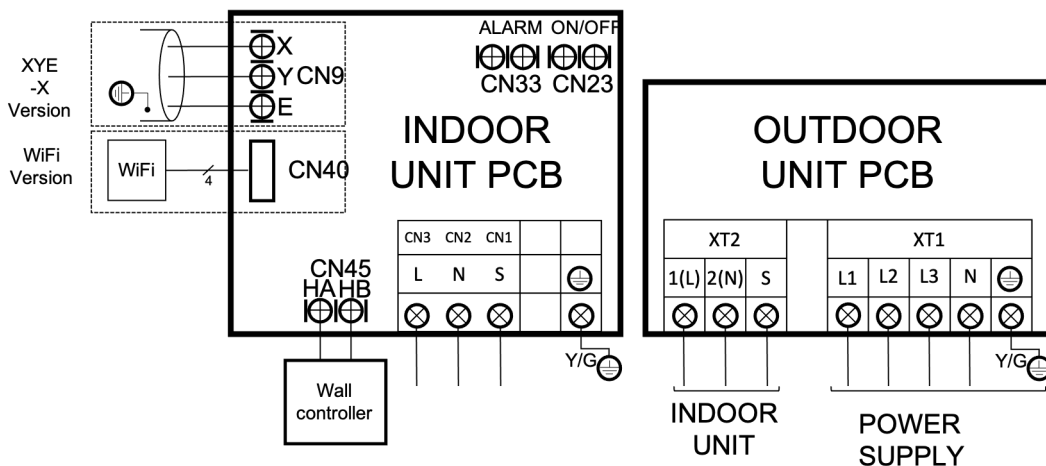 XYE
-X
Version
X
Y CN9
E
ALARM ON/OFF
CN33 CN23
WiFi
Version
WiFi
4
CN40
INDOOR
UNIT PCB
CN45
HA HB
CN3 CN2 CN1
L N S
Y/G
Wall
controller
OUTDOOR
UNIT PCB
XT2
1(L) 2(N) S
XT1
L1 L2 L3 N
Y/G
INDOOR
UNIT
POWER
SUPPLY